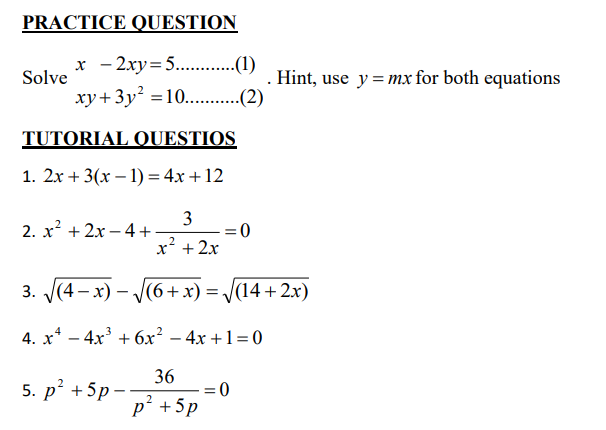 PRACTICE QUESTION
Solve x - 2xy = 5............(1)
xy + 3y² = 10...........(2) . Hint, use y = mx for both equations
TUTORIAL QUESTIOS
1. 2x + 3(x – 1) = 4x + 12
2. x² + 2x – 4 + 3/(x² + 2x) = 0
3. √(4 – x) – √(6 + x) = √(14 + 2x)
4. x⁴ – 4x³ + 6x² – 4x + 1 = 0
5. p² + 5p – 36/(p² + 5p) = 0